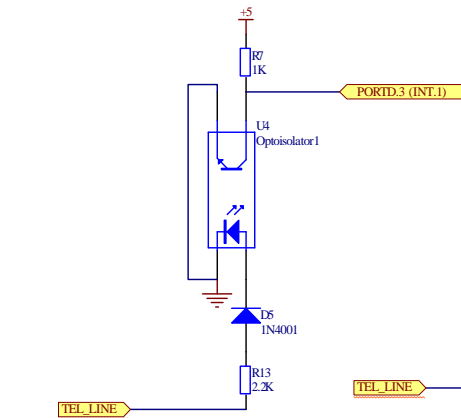 +5
R7
1K
PORTD.3 (INT.1)
U4
Optoisolator1
D5
1N4001
R13
2.2K
TEL_LINE
TEL_LINE